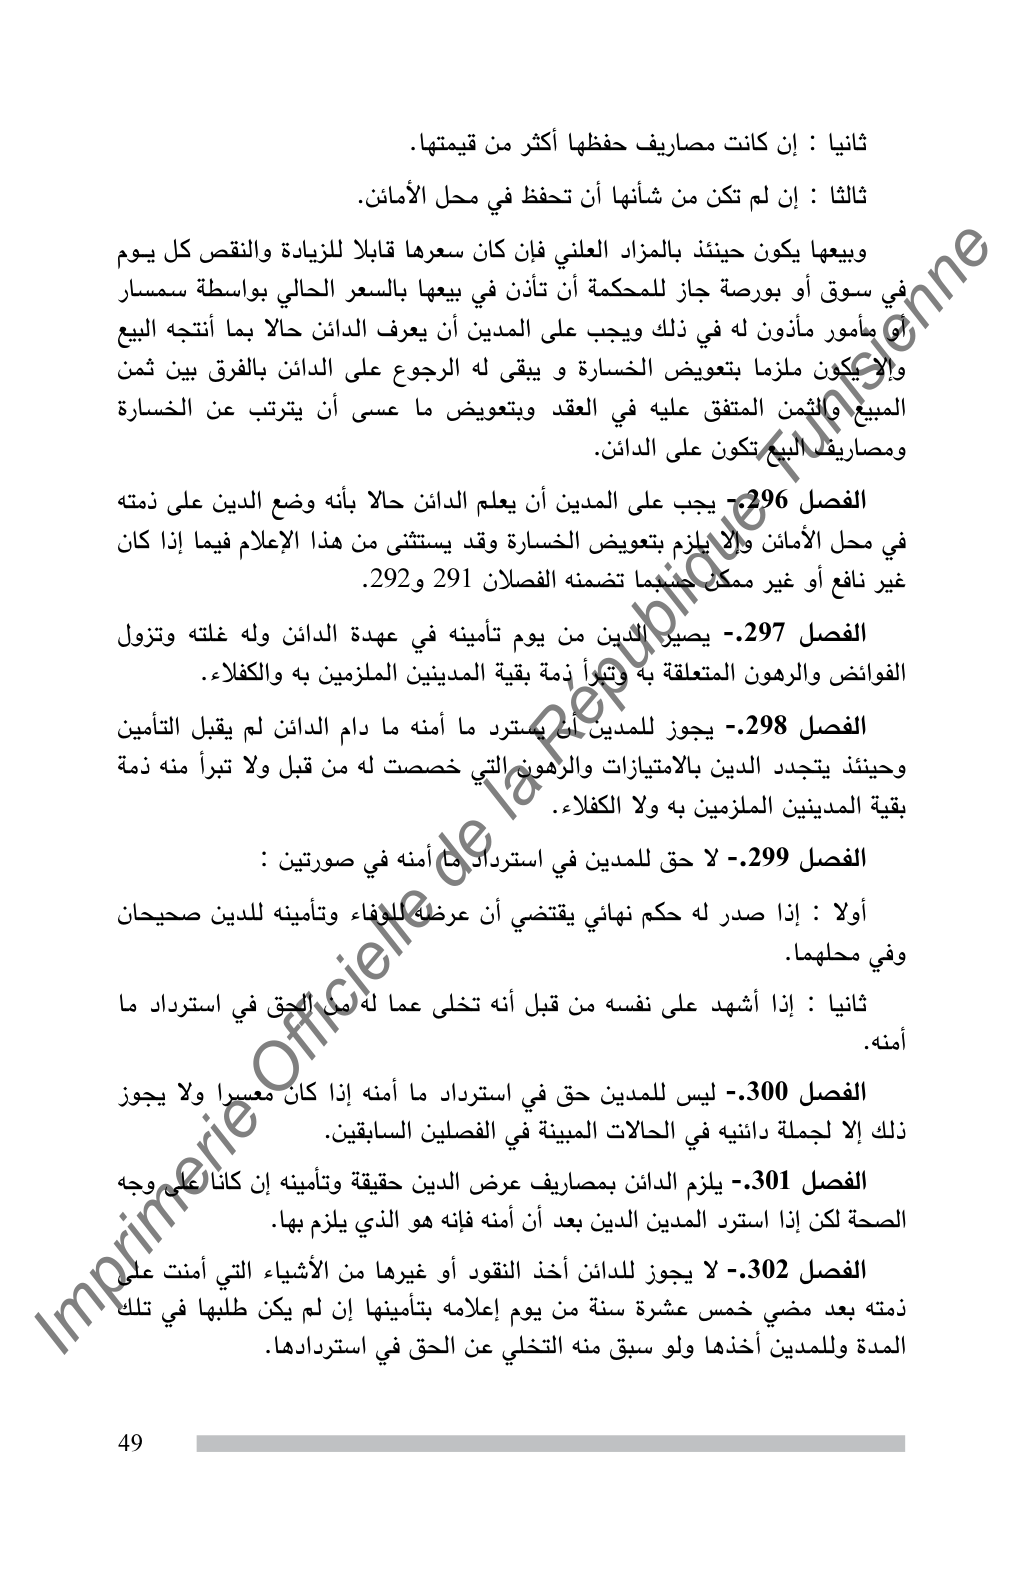 ثانيا : إن كانت مصاريف حفظها أكثر من قيمتها.
ثالثا : إن لم تكن من شأنها أن تحفظ في محل الأمائن.
وبيعها يكون حينئذ بالمزاد العلني فإن كان سعرها قابلا للزيادة والنقص كل يـوم
في سـوق أو بورصة جاز للمحكمة أن تأذن في بيعها بالسعر الحالي بواسطة سمسار
أو مأمور مأذون له في ذلك ويجب على المدين أن يعرف الدائن حالا بما أنتجه البيع
وإلا يكون ملزما بتعويض الخسارة و يبقى له الرجوع على الدائن بالفرق بين ثمن
المبيع والثمن المتفق عليه في العقد وبتعويض ما عسى أن يترتب عن الخسارة
ومصاريف البيع تكون على الدائن.
الفصل 296.- يجب على المدين أن يعلم الدائن حالا بأنه وضع الدين على ذمته
في محل الأمائن وإلا يلزم بتعويض الخسارة وقد يستثنى من هذا الإعلام فيما إذا كان
غير نافع أو غير ممكن حسبما تضمنه الفصلان 291 و292.
الفصل 297.- يصير الدين من يوم تأمينه في عهدة الدائن وله غلته وتزول
الفوائض والرهون المتعلقة به وتبرأ ذمة بقية المدينين الملزمين به والكفلاء.
الفصل 298.- يجوز للمدين أن يسترد ما أمنه ما دام الدائن لم يقبل التأمين
وحينئذ يتجدد الدين بالامتيازات والرهون التي خصصت له من قبل ولا تبرأ منه ذمة
بقية المدينين الملزمين به ولا الكفلاء.
الفصل 299.- لا حق للمدين في استرداد ما أمنه في صورتين :
أولا : إذا صدر له حكم نهائي يقتضي أن عرضه للوفاء وتأمينه للدين صحيحان
وفي محلهما.
ثانيا : إذا أشهد على نفسه من قبل أنه تخلى عما له من الحق في استرداد ما
أمنه.
الفصل 300.- ليس للمدين حق في استرداد ما أمنه إذا كان معسرا ولا يجوز
ذلك إلا لجملة دائنيه في الحالات المبينة في الفصلين السابقين.
الفصل 301.- يلزم الدائن بمصاريف عرض الدين حقيقة وتأمينه إن كانا على وجه
الصحة لكن إذا استرد المدين الدين بعد أن أمنه فإنه هو الذي يلزم بها.
الفصل 302.- لا يجوز للدائن أخذ النقود أو غيرها من الأشياء التي أمنت على
ذمته بعد مضي خمس عشرة سنة من يوم إعلامه بتأمينها إن لم يكن طلبها في تلك
المدة وللمدين أخذها ولو سبق منه التخلي عن الحق في استردادها.
49
Imprimerie Officielle de la République Tunisienne